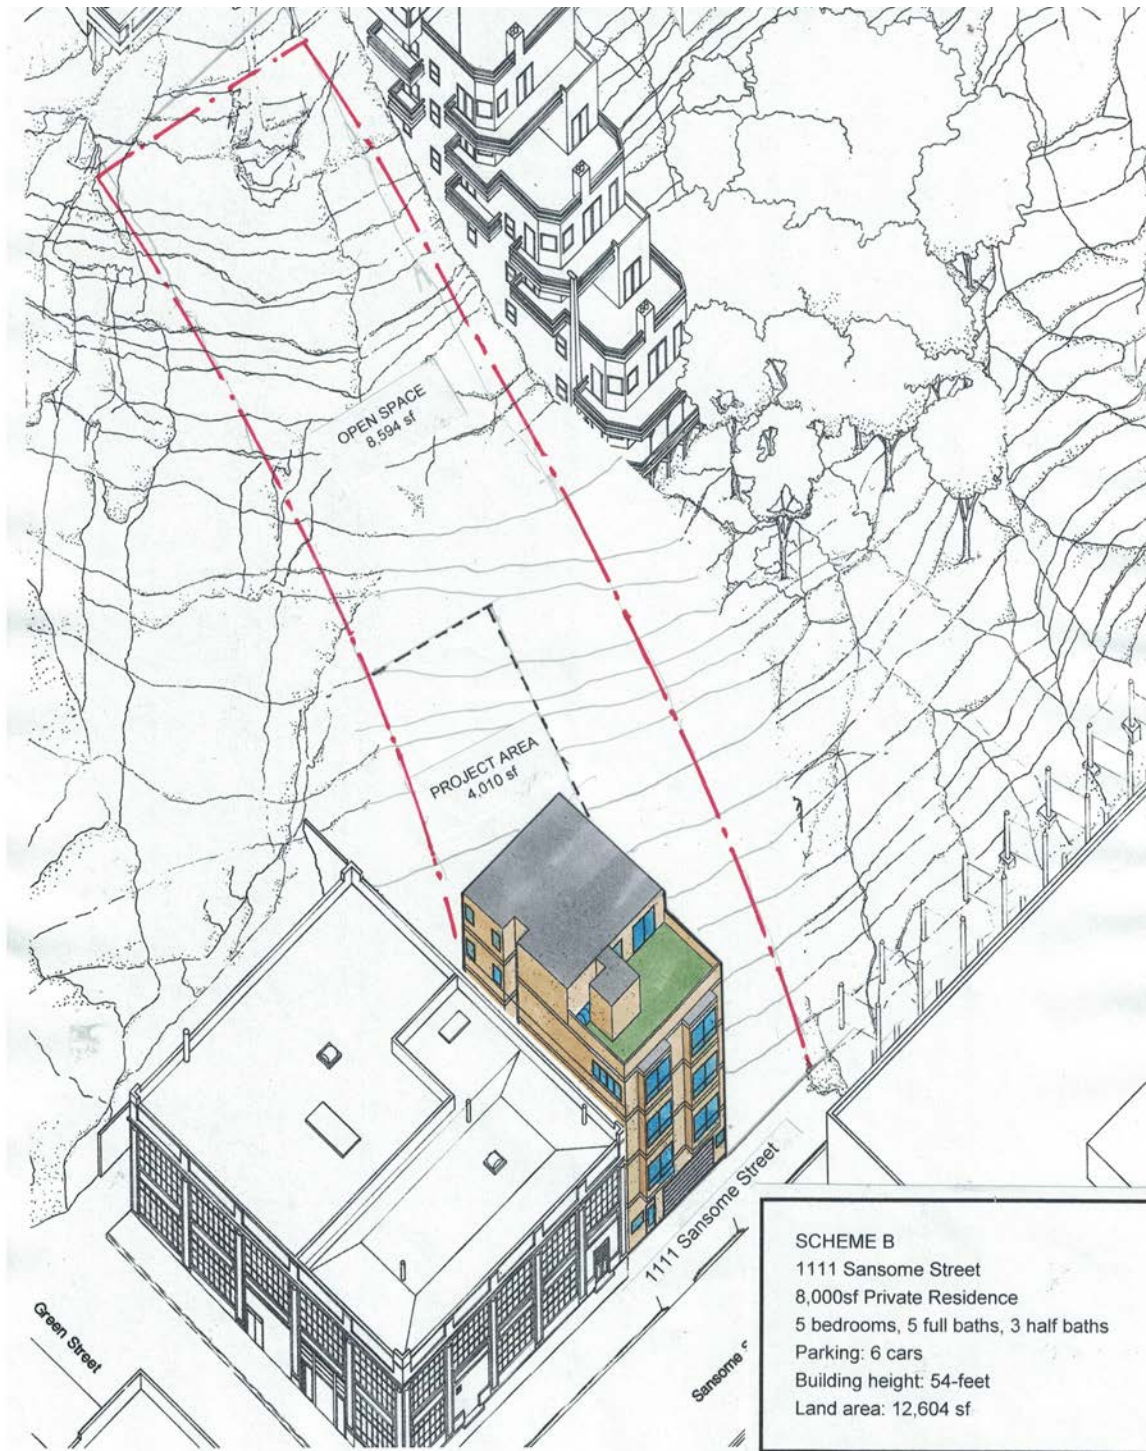 OPEN SPACE
8,594 sf
PROJECT AREA
4,010 sf
1111 Sansome Street
Green Street
Sansome
SCHEME B
1111 Sansome Street
8,000sf Private Residence
5 bedrooms, 5 full baths, 3 half baths
Parking: 6 cars
Building height: 54-feet
Land area: 12,604 sf